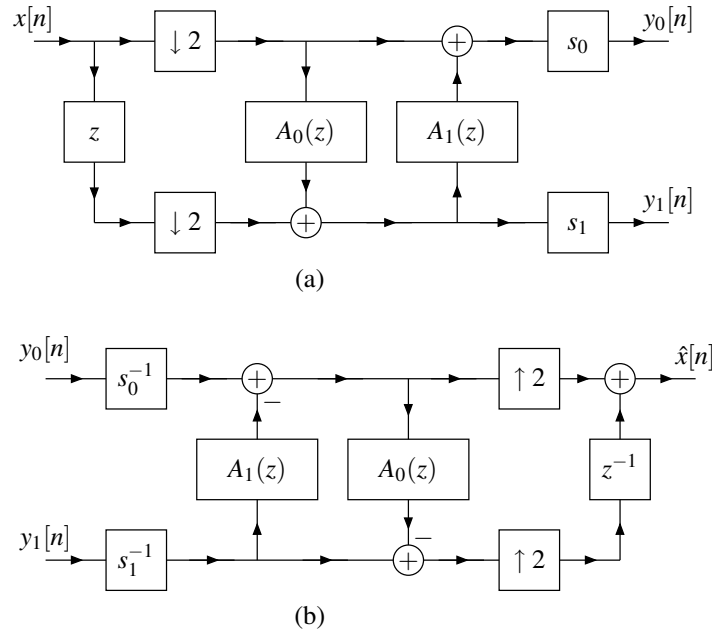 x[n] ↓ 2 + s₀ y₀[n]
z A₀(z) A₁(z)
↓ 2 + s₁ y₁[n]
(a)
y₀[n] s₀⁻¹ + − ↑ 2 + x̂[n]
A₁(z) A₀(z) z⁻¹
y₁[n] s₁⁻¹ + − ↑ 2
(b)